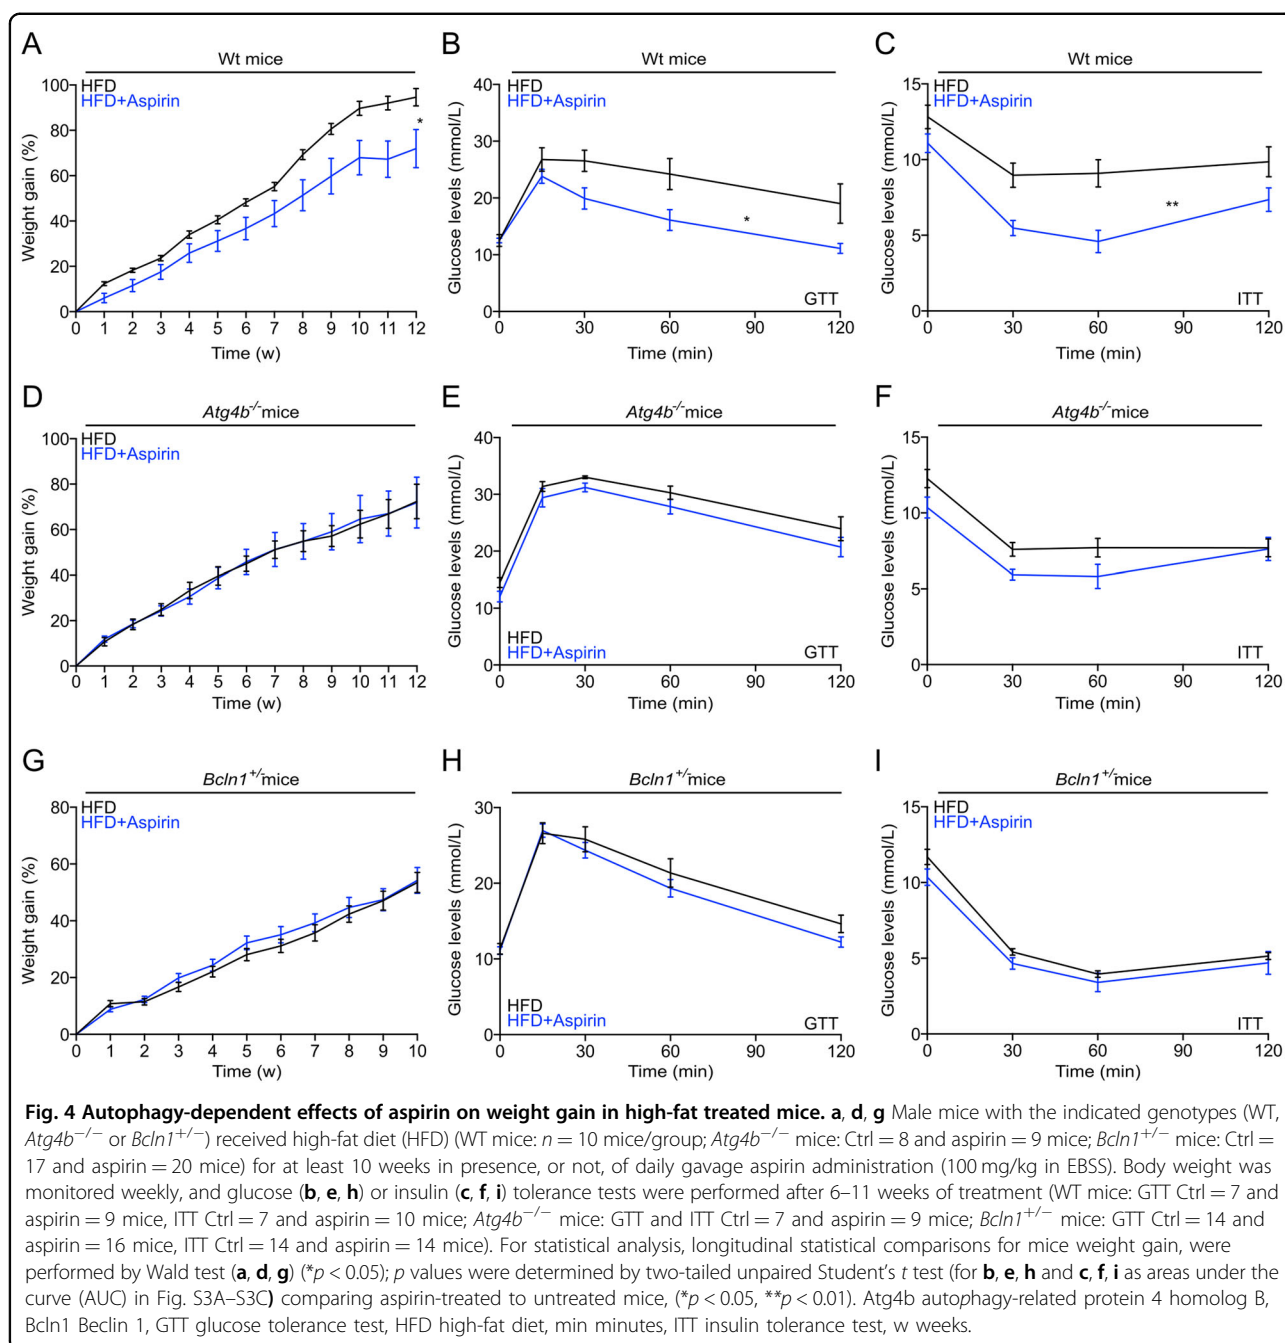 A
Wt mice
HFD
HFD+Aspirin
Weight gain (%)
100
80
60
40
20
0
*
0 1 2 3 4 5 6 7 8 9 10 11 12
Time (w)
B
Wt mice
HFD
HFD+Aspirin
Glucose levels (mmol/L)
40
30
20
10
0
*
GTT
0 30 60 90 120
Time (min)
C
Wt mice
HFD
HFD+Aspirin
Glucose levels (mmol/L)
15
10
5
0
**
ITT
0 30 60 90 120
Time (min)
D
Atg4b-/-mice
HFD
HFD+Aspirin
Weight gain (%)
100
80
60
40
20
0
0 1 2 3 4 5 6 7 8 9 10 11 12
Time (w)
E
Atg4b-/-mice
Glucose levels (mmol/L)
40
30
20
10
0
HFD
HFD+Aspirin
GTT
0 30 60 90 120
Time (min)
F
Atg4b-/-mice
HFD
HFD+Aspirin
Glucose levels (mmol/L)
15
10
5
0
ITT
0 30 60 90 120
Time (min)
G
Bcln1+/-mice
HFD
HFD+Aspirin
Weight gain (%)
80
60
40
20
0
0 1 2 3 4 5 6 7 8 9 10
Time (w)
H
Bcln1+/-mice
Glucose levels (mmol/L)
30
20
10
0
HFD
HFD+Aspirin
GTT
0 30 60 90 120
Time (min)
I
Bcln1+/-mice
HFD
HFD+Aspirin
Glucose levels (mmol/L)
15
10
5
0
ITT
0 30 60 90 120
Time (min)
Fig. 4 Autophagy-dependent effects of aspirin on weight gain in high-fat treated mice. a, d, g Male mice with the indicated genotypes (WT,
Atg4b−/− or Bcln1+/−) received high-fat diet (HFD) (WT mice: n = 10 mice/group; Atg4b−/− mice: Ctrl = 8 and aspirin = 9 mice; Bcln1+/− mice: Ctrl =
17 and aspirin = 20 mice) for at least 10 weeks in presence, or not, of daily gavage aspirin administration (100 mg/kg in EBSS). Body weight was
monitored weekly, and glucose (b, e, h) or insulin (c, f, i) tolerance tests were performed after 6–11 weeks of treatment (WT mice: GTT Ctrl = 7 and
aspirin = 9 mice, ITT Ctrl = 7 and aspirin = 10 mice; Atg4b−/− mice: GTT and ITT Ctrl = 7 and aspirin = 9 mice; Bcln1+/− mice: GTT Ctrl = 14 and
aspirin = 16 mice, ITT Ctrl = 14 and aspirin = 14 mice). For statistical analysis, longitudinal statistical comparisons for mice weight gain, were
performed by Wald test (a, d, g) (*p < 0.05); p values were determined by two-tailed unpaired Student's t test (for b, e, h and c, f, i as areas under the
curve (AUC) in Fig. S3A–S3C) comparing aspirin-treated to untreated mice, (*p < 0.05, **p < 0.01). Atg4b autophagy-related protein 4 homolog B,
Bcln1 Beclin 1, GTT glucose tolerance test, HFD high-fat diet, min minutes, ITT insulin tolerance test, w weeks.